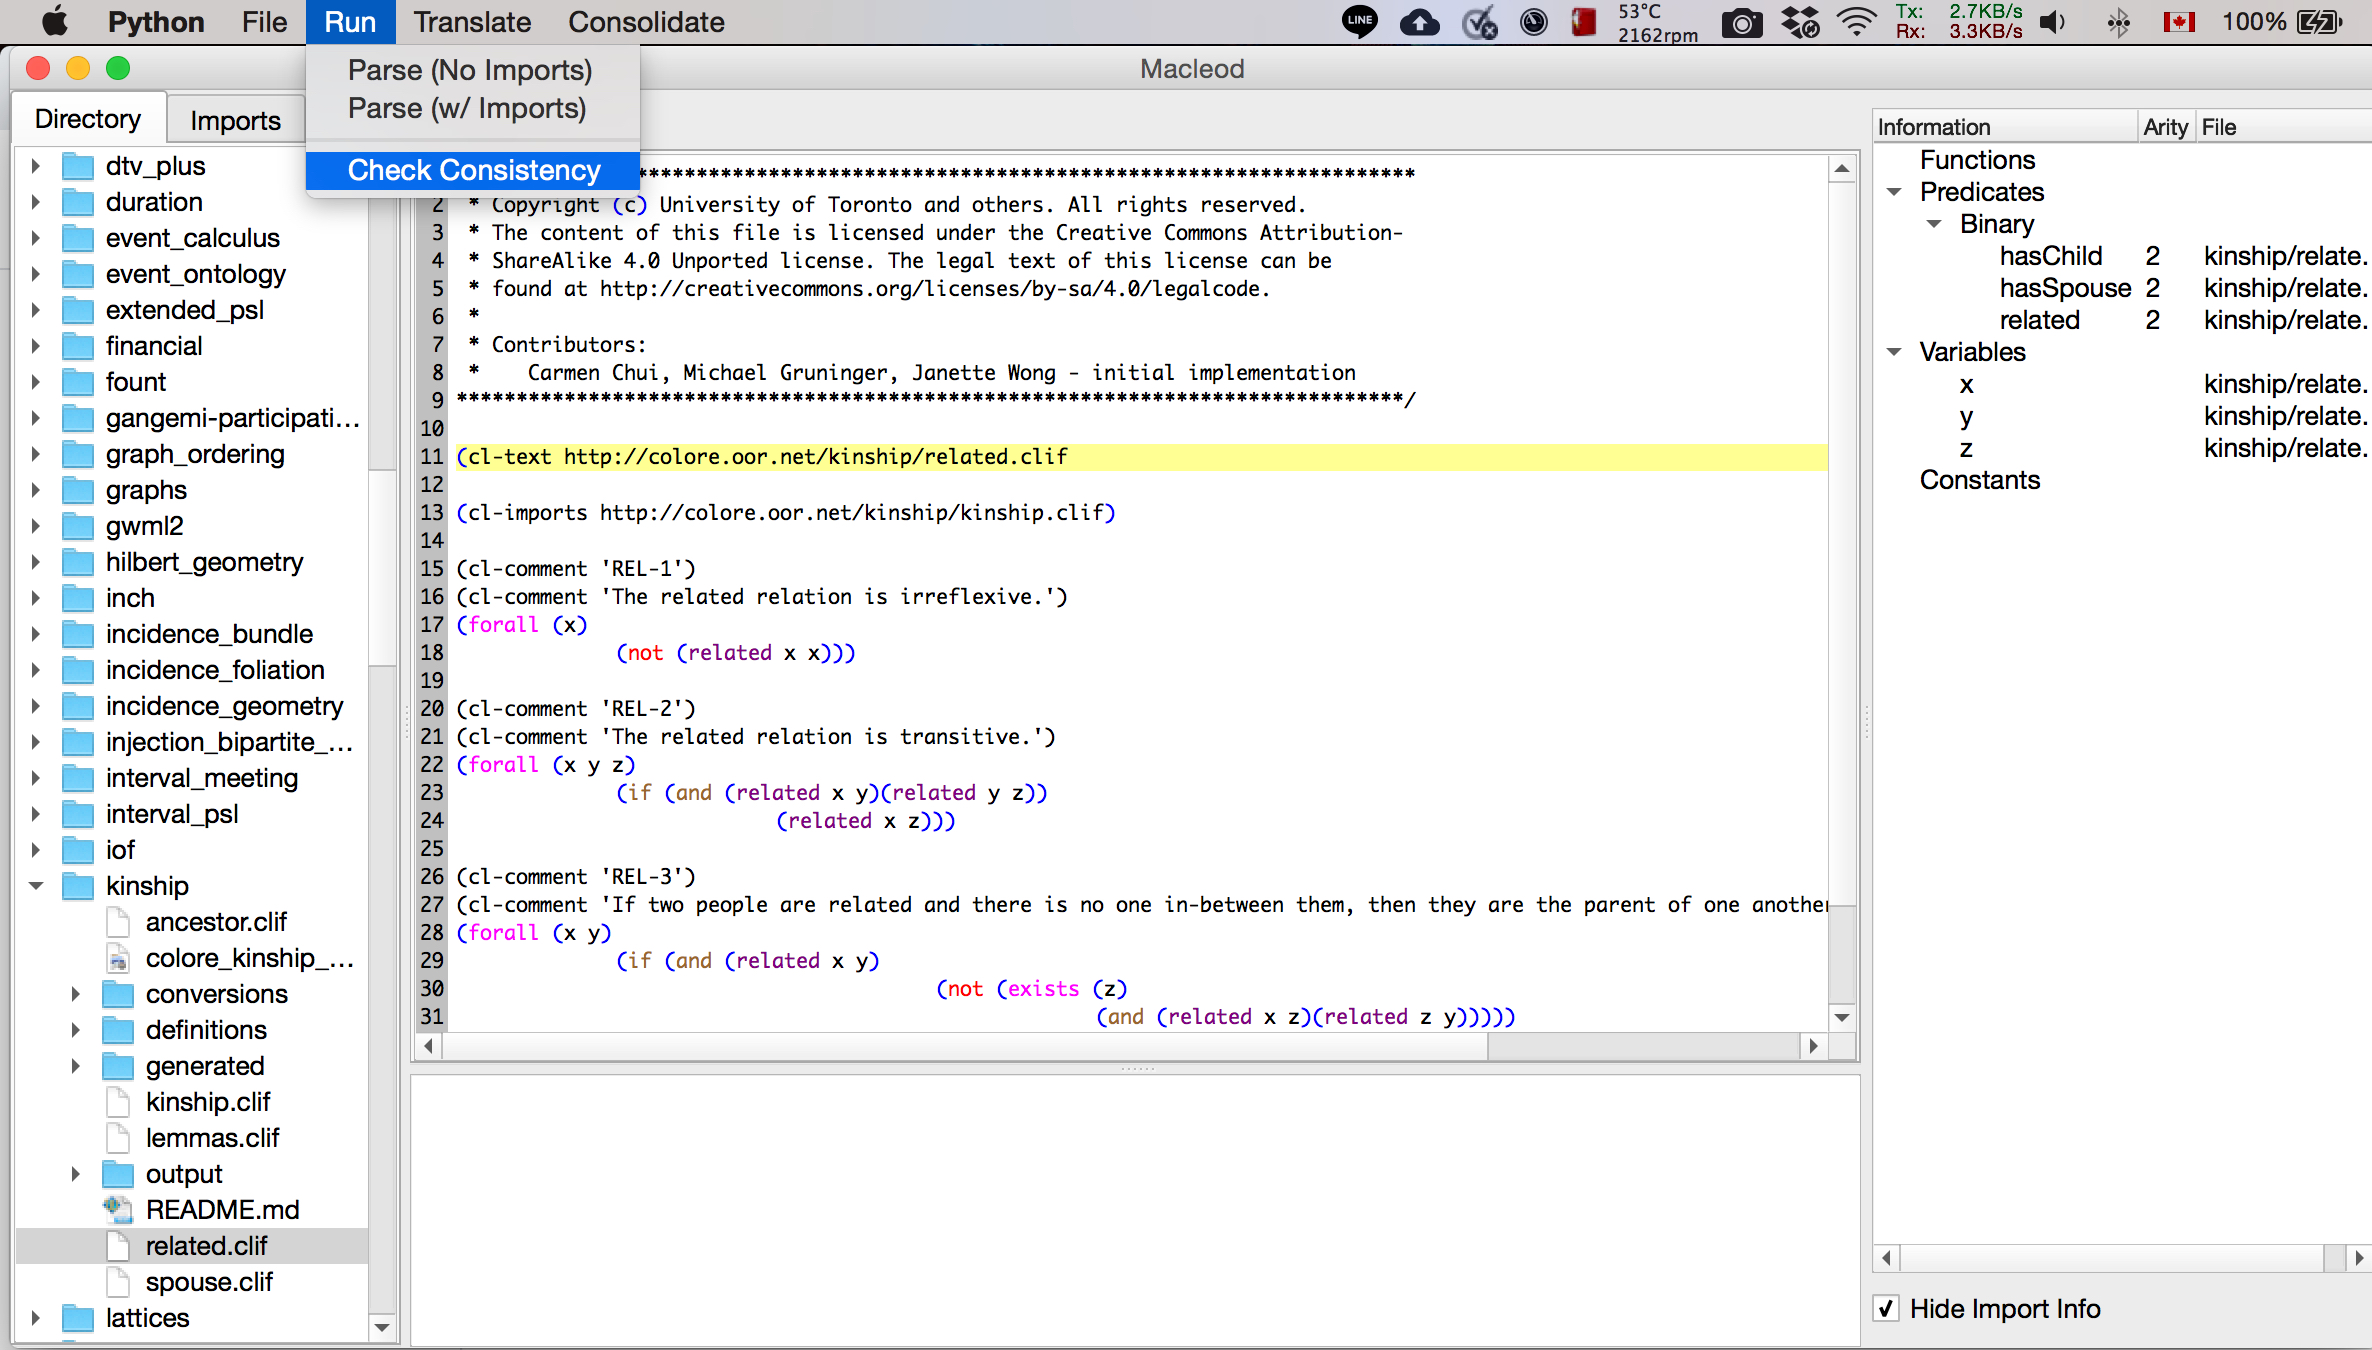 Python File Run Translate Consolidate
LINE 53°C 2162rpm Tx: 2.7KB/s Rx: 3.3KB/s 100%
Parse (No Imports)
Parse (w/ Imports)
Check Consistency
Macleod
Directory Imports
dtv_plus
duration
event_calculus
event_ontology
extended_psl
financial
fount
gangemi-participati...
graph_ordering
graphs
gwml2
hilbert_geometry
inch
incidence_bundle
incidence_foliation
incidence_geometry
injection_bipartite_...
interval_meeting
interval_psl
iof
kinship
ancestor.clif
colore_kinship_...
conversions
definitions
generated
kinship.clif
lemmas.clif
output
README.md
related.clif
spouse.clif
lattices
*****************************************************************
2 * Copyright (c) University of Toronto and others. All rights reserved.
3 * The content of this file is licensed under the Creative Commons Attribution-
4 * ShareAlike 4.0 Unported license. The legal text of this license can be
5 * found at http://creativecommons.org/licenses/by-sa/4.0/legalcode.
6 *
7 * Contributors:
8 *    Carmen Chui, Michael Gruninger, Janette Wong - initial implementation
9 *******************************************************************************/
10
11 (cl-text http://colore.oor.net/kinship/related.clif
12
13 (cl-imports http://colore.oor.net/kinship/kinship.clif)
14
15 (cl-comment 'REL-1')
16 (cl-comment 'The related relation is irreflexive.')
17 (forall (x)
18 (not (related x x)))
19
20 (cl-comment 'REL-2')
21 (cl-comment 'The related relation is transitive.')
22 (forall (x y z)
23 (if (and (related x y)(related y z))
24 (related x z)))
25
26 (cl-comment 'REL-3')
27 (cl-comment 'If two people are related and there is no one in-between them, then they are the parent of one another
28 (forall (x y)
29 (if (and (related x y)
30 (not (exists (z)
31 (and (related x z)(related z y)))))
Information Arity File
Functions
Predicates
Binary
hasChild 2 kinship/relate.
hasSpouse 2 kinship/relate.
related 2 kinship/relate.
Variables
x kinship/relate.
y kinship/relate.
z kinship/relate.
Constants
Hide Import Info